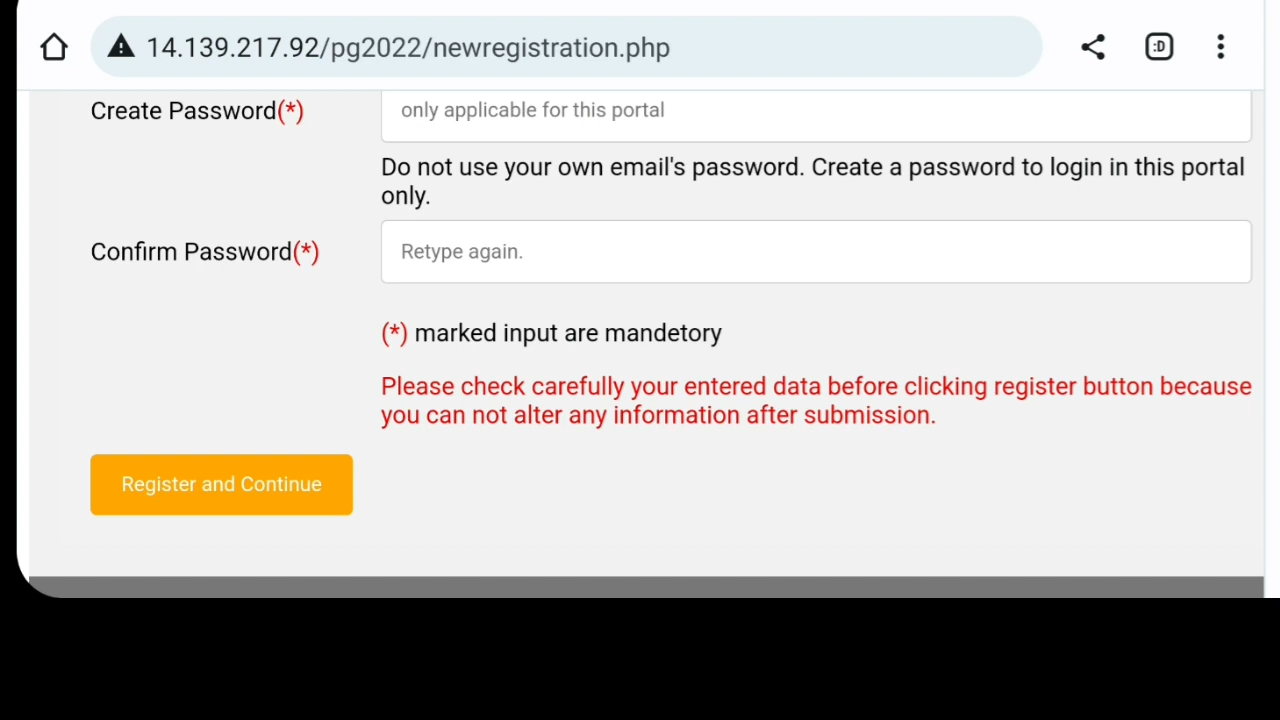 14.139.217.92/pg2022/newregistration.php
:D
Create Password(*)
only applicable for this portal
Do not use your own email's password. Create a password to login in this portal
only.
Confirm Password(*)
Retype again.
(*) marked input are mandetory
Please check carefully your entered data before clicking register button because
you can not alter any information after submission.
Register and Continue